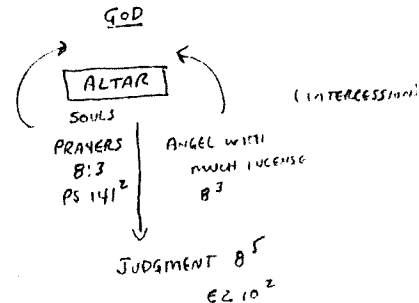 GOD
ALTAR
(INTERCESSION)
SOULS
PRAYERS
8:3
PS 141²
ANGEL WITH
MUCH INCENSE
8³
JUDGMENT 8⁵
EZ 10²